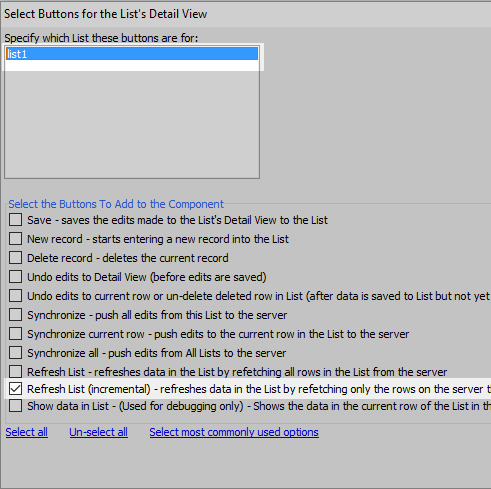 Select Buttons for the List's Detail View
Specify which List these buttons are for:
list1
Select the Buttons To Add to the Component
Save - saves the edits made to the List's Detail View to the List
New record - starts entering a new record into the List
Delete record - deletes the current record
Undo edits to Detail View (before edits are saved)
Undo edits to current row or un-delete deleted row in List (after data is saved to List but not yet
Synchronize - push all edits from this List to the server
Synchronize current row - push edits to the current row in the List to the server
Synchronize all - push edits from All Lists to the server
Refresh List - refreshes data in the List by refetching all rows in the List from the server
Refresh List (incremental) - refreshes data in the List by refetching only the rows on the server t
Show data in List - (Used for debugging only) - Shows the data in the current row of the List in th
Select all Un-select all Select most commonly used options